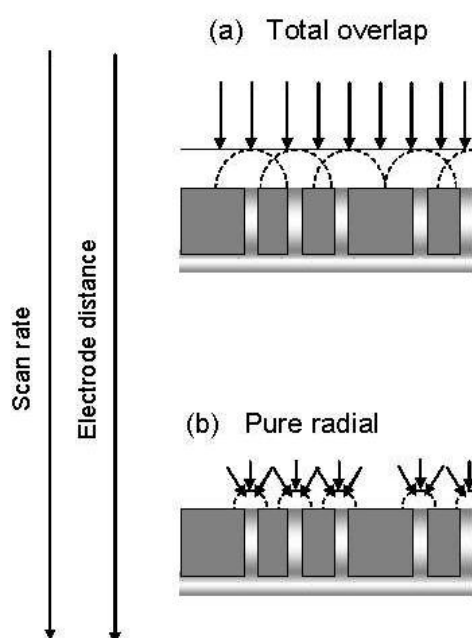 (a) Total overlap
Scan rate
Electrode distance
(b) Pure radial